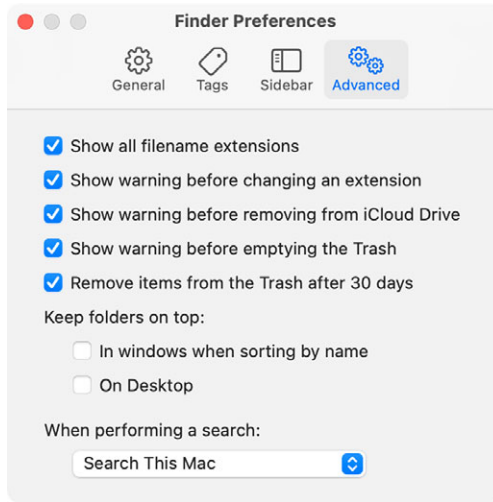 Finder Preferences
General
Tags
Sidebar
Advanced
Show all filename extensions
Show warning before changing an extension
Show warning before removing from iCloud Drive
Show warning before emptying the Trash
Remove items from the Trash after 30 days
Keep folders on top:
In windows when sorting by name
On Desktop
When performing a search:
Search This Mac